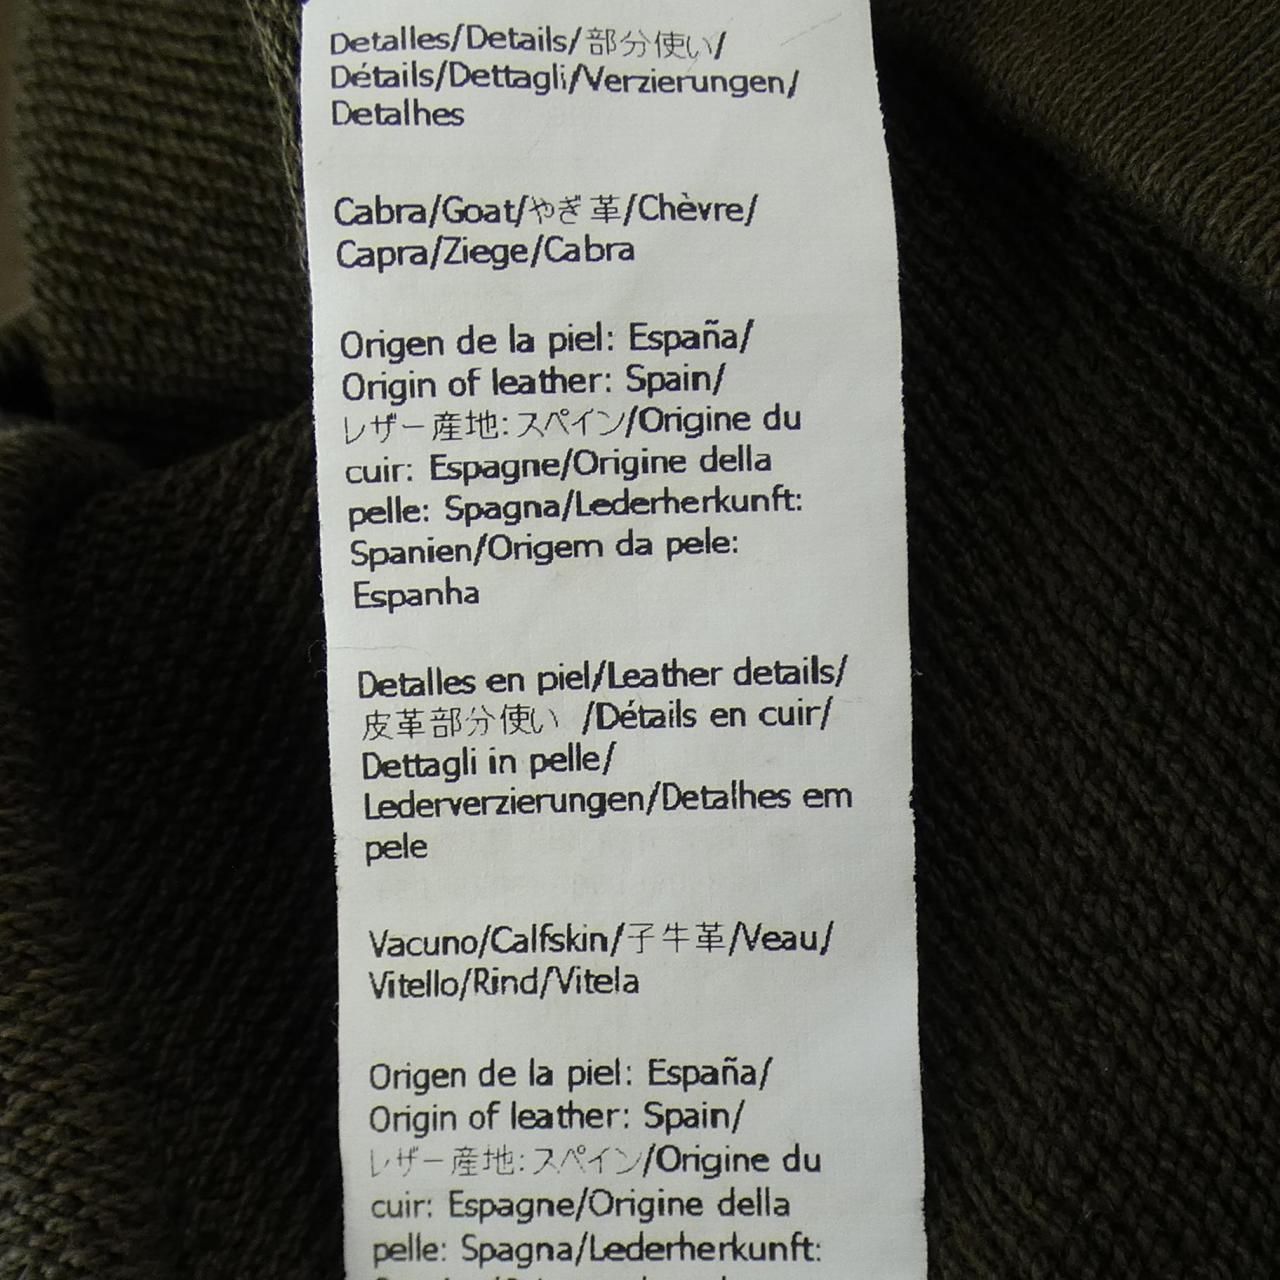 Detalles/Details/部分使い/
Détails/Dettagli/Verzierungen/
Detalhes
Cabra/Goat/やぎ革/Chèvre/
Capra/Ziege/Cabra
Origen de la piel: España/
Origin of leather: Spain/
レザー産地: スペイン/Origine du
cuir: Espagne/Origine della
pelle: Spagna/Lederherkunft:
Spanien/Origem da pele:
Espanha
Detalles en piel/Leather details/
皮革部分使い /Détails en cuir/
Dettagli in pelle/
Lederverzierungen/Detalhes em
pele
Vacuno/Calfskin/子牛革/Veau/
Vitello/Rind/Vitela
Origen de la piel: España/
Origin of leather: Spain/
レザー産地: スペイン/Origine du
cuir: Espagne/Origine della
pelle: Spagna/Lederherkunft: